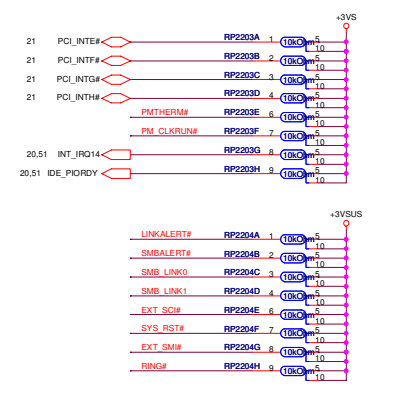 +3VS
21 PCI_INTE# RP2203A 1 10kOhm 5
10
21 PCI_INTF# RP2203B 2 10kOhm 5
10
21 PCI_INTG# RP2203C 3 10kOhm 5
10
21 PCI_INTH# RP2203D 4 10kOhm 5
10
PMTHERM# RP2203E 6 10kOhm 5
10
PM_CLKRUN# RP2203F 7 10kOhm 5
10
20,51 INT_IRQ14 RP2203G 8 10kOhm 5
10
20,51 IDE_PIORDY RP2203H 9 10kOhm 5
10
+3VSUS
LINKALERT# RP2204A 1 10kOhm 5
10
SMBALERT# RP2204B 2 10kOhm 5
10
SMB_LINK0 RP2204C 3 10kOhm 5
10
SMB_LINK1 RP2204D 4 10kOhm 5
10
EXT_SCI# RP2204E 6 10kOhm 5
10
SYS_RST# RP2204F 7 10kOhm 5
10
EXT_SMI# RP2204G 8 10kOhm 5
10
RING# RP2204H 9 10kOhm 5
10